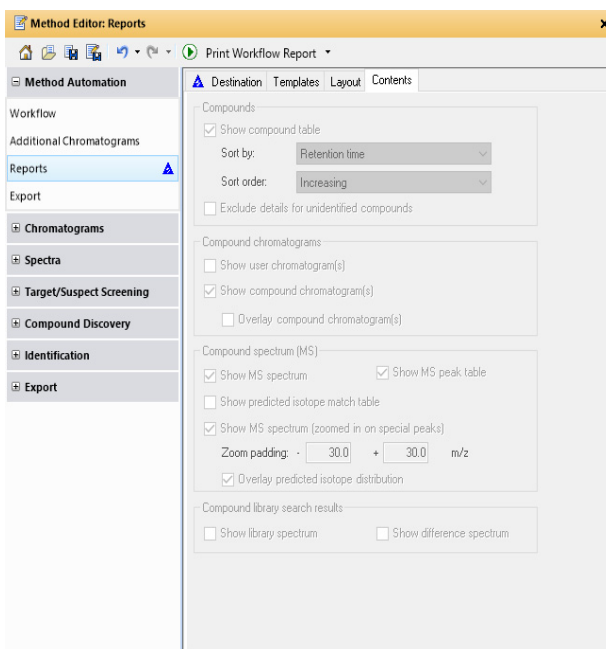 Method Editor: Reports
Print Workflow Report
Method Automation
Workflow
Additional Chromatograms
Reports
Export
Chromatograms
Spectra
Target/Suspect Screening
Compound Discovery
Identification
Export
Destination Templates Layout Contents
Compounds
Show compound table
Sort by: Retention time
Sort order: Increasing
Exclude details for unidentified compounds
Compound chromatograms
Show user chromatogram(s)
Show compound chromatogram(s)
Overlay compound chromatogram(s)
Compound spectrum (MS)
Show MS spectrum Show MS peak table
Show predicted isotope match table
Show MS spectrum (zoomed in on special peaks)
Zoom padding: - 30.0 + 30.0 m/z
Overlay predicted isotope distribution
Compound library search results
Show library spectrum Show difference spectrum